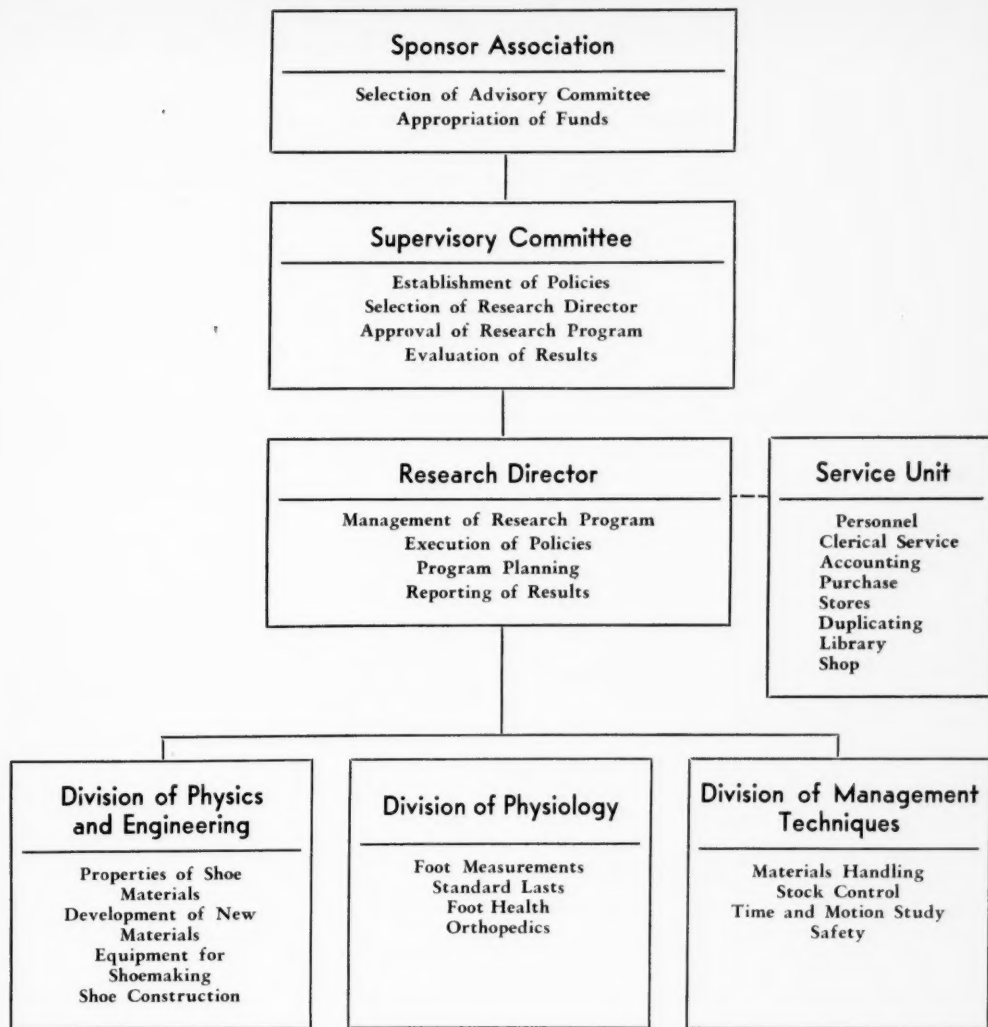 Sponsor Association
Selection of Advisory Committee
Appropriation of Funds
Supervisory Committee
Establishment of Policies
Selection of Research Director
Approval of Research Program
Evaluation of Results
Research Director
Management of Research Program
Execution of Policies
Program Planning
Reporting of Results
Service Unit
Personnel
Clerical Service
Accounting
Purchase
Stores
Duplicating
Library
Shop
Division of Physics
and Engineering
Properties of Shoe
Materials
Development of New
Materials
Equipment for
Shoemaking
Shoe Construction
Division of Physiology
Foot Measurements
Standard Lasts
Foot Health
Orthopedics
Division of Management
Techniques
Materials Handling
Stock Control
Time and Motion Study
Safety